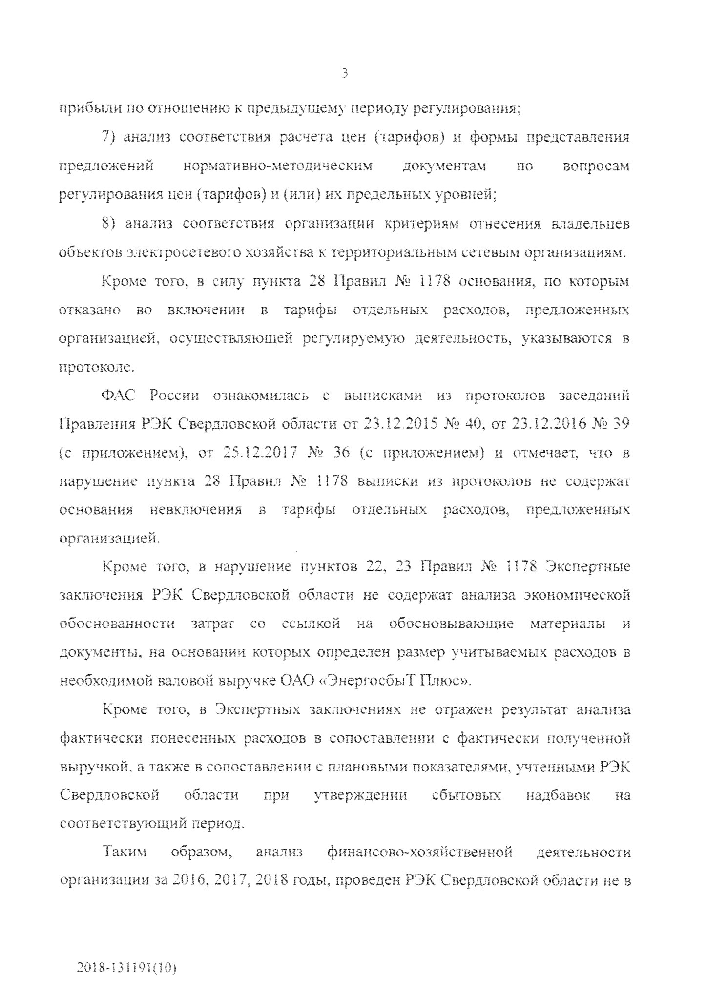 3
прибыли по отношению к предыдущему периоду регулирования;
7) анализ соответствия расчета цен (тарифов) и формы представления
предложений нормативно-методическим документам по вопросам
регулирования цен (тарифов) и (или) их предельных уровней;
8) анализ соответствия организации критериям отнесения владельцев
объектов электросетевого хозяйства к территориальным сетевым организациям.
Кроме того, в силу пункта 28 Правил № 1178 основания, по которым
отказано во включении в тарифы отдельных расходов, предложенных
организацией, осуществляющей регулируемую деятельность, указываются в
протоколе.
ФАС России ознакомилась с выписками из протоколов заседаний
Правления РЭК Свердловской области от 23.12.2015 № 40, от 23.12.2016 № 39
(с приложением), от 25.12.2017 № 36 (с приложением) и отмечает, что в
нарушение пункта 28 Правил № 1178 выписки из протоколов не содержат
основания невключения в тарифы отдельных расходов, предложенных
организацией.
Кроме того, в нарушение пунктов 22, 23 Правил № 1178 Экспертные
заключения РЭК Свердловской области не содержат анализа экономической
обоснованности затрат со ссылкой на обосновывающие материалы и
документы, на основании которых определен размер учитываемых расходов в
необходимой валовой выручке ОАО «ЭнергосбыТ Плюс».
Кроме того, в Экспертных заключениях не отражен результат анализа
фактически понесенных расходов в сопоставлении с фактически полученной
выручкой, а также в сопоставлении с плановыми показателями, учтенными РЭК
Свердловской области при утверждении сбытовых надбавок на
соответствующий период.
Таким образом, анализ финансово-хозяйственной деятельности
организации за 2016, 2017, 2018 годы, проведен РЭК Свердловской области не в
2018-131191(10)